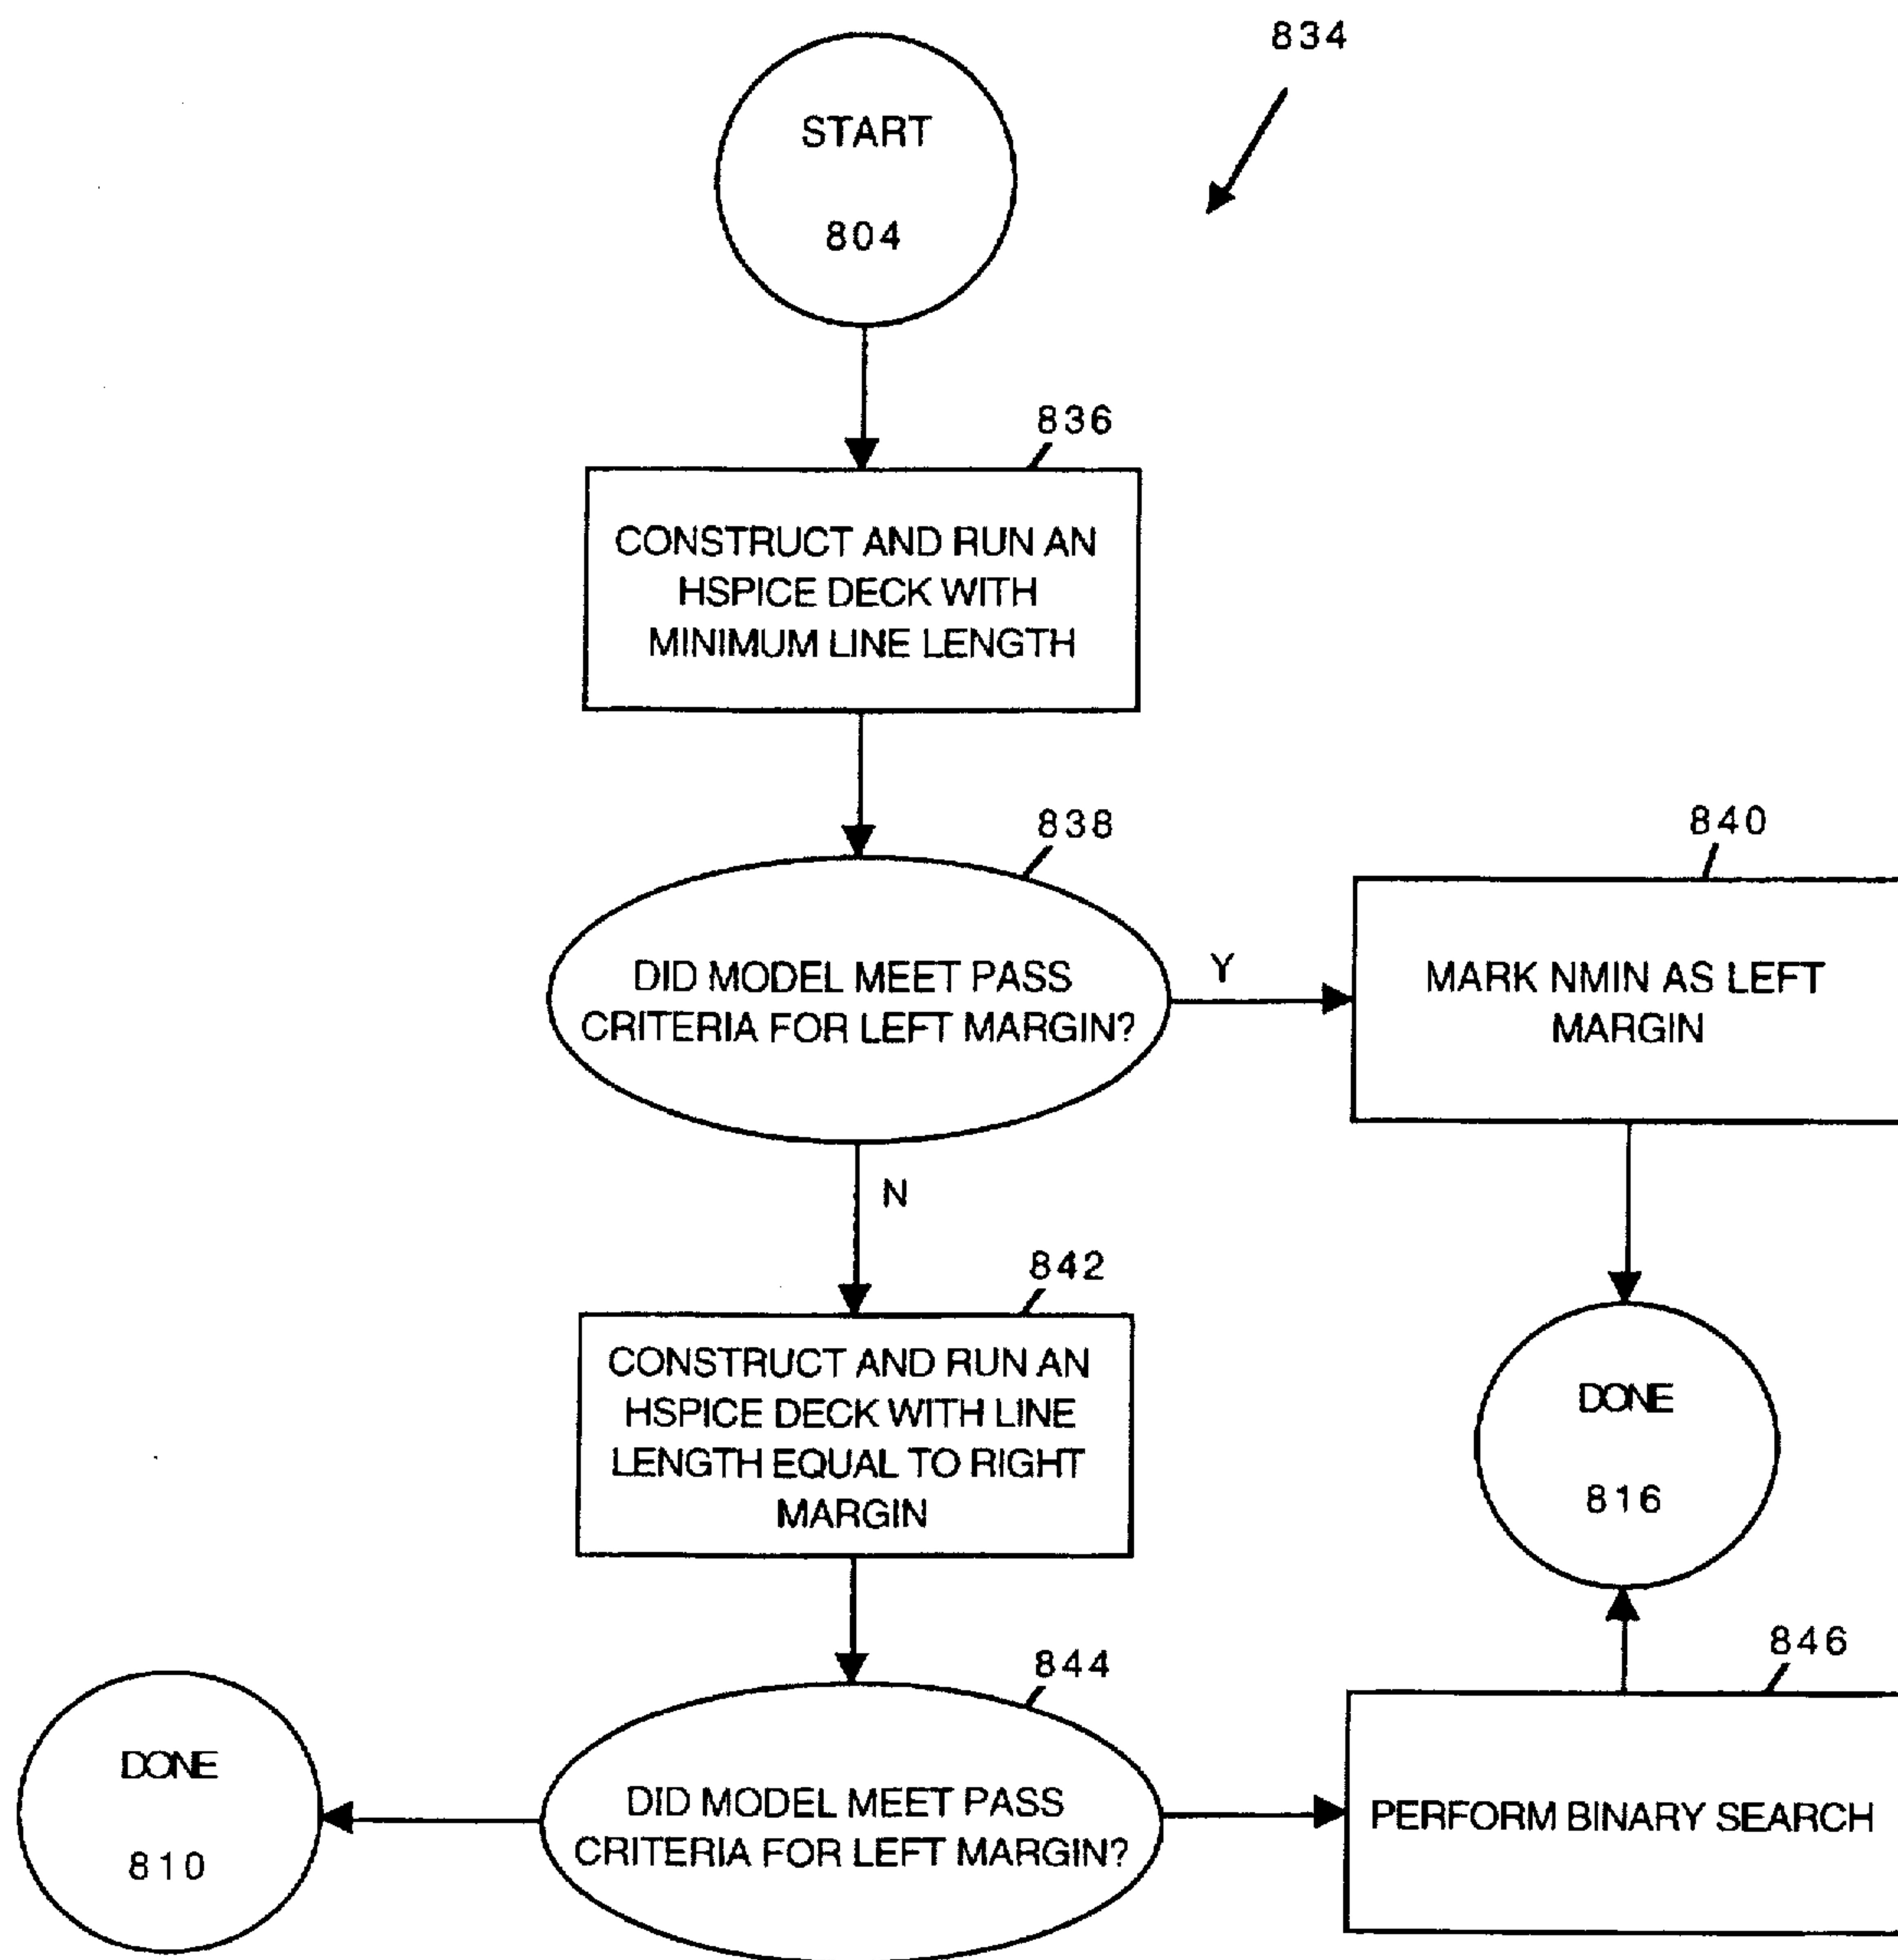 834
START
804
836
CONSTRUCT AND RUN AN
HSPICE DECK WITH
MINIMUM LINE LENGTH
838
DID MODEL MEET PASS
CRITERIA FOR LEFT MARGIN?
Y
840
MARK NMIN AS LEFT
MARGIN
N
842
CONSTRUCT AND RUN AN
HSPICE DECK WITH LINE
LENGTH EQUAL TO RIGHT
MARGIN
DONE
816
844
DID MODEL MEET PASS
CRITERIA FOR LEFT MARGIN?
846
PERFORM BINARY SEARCH
DONE
810